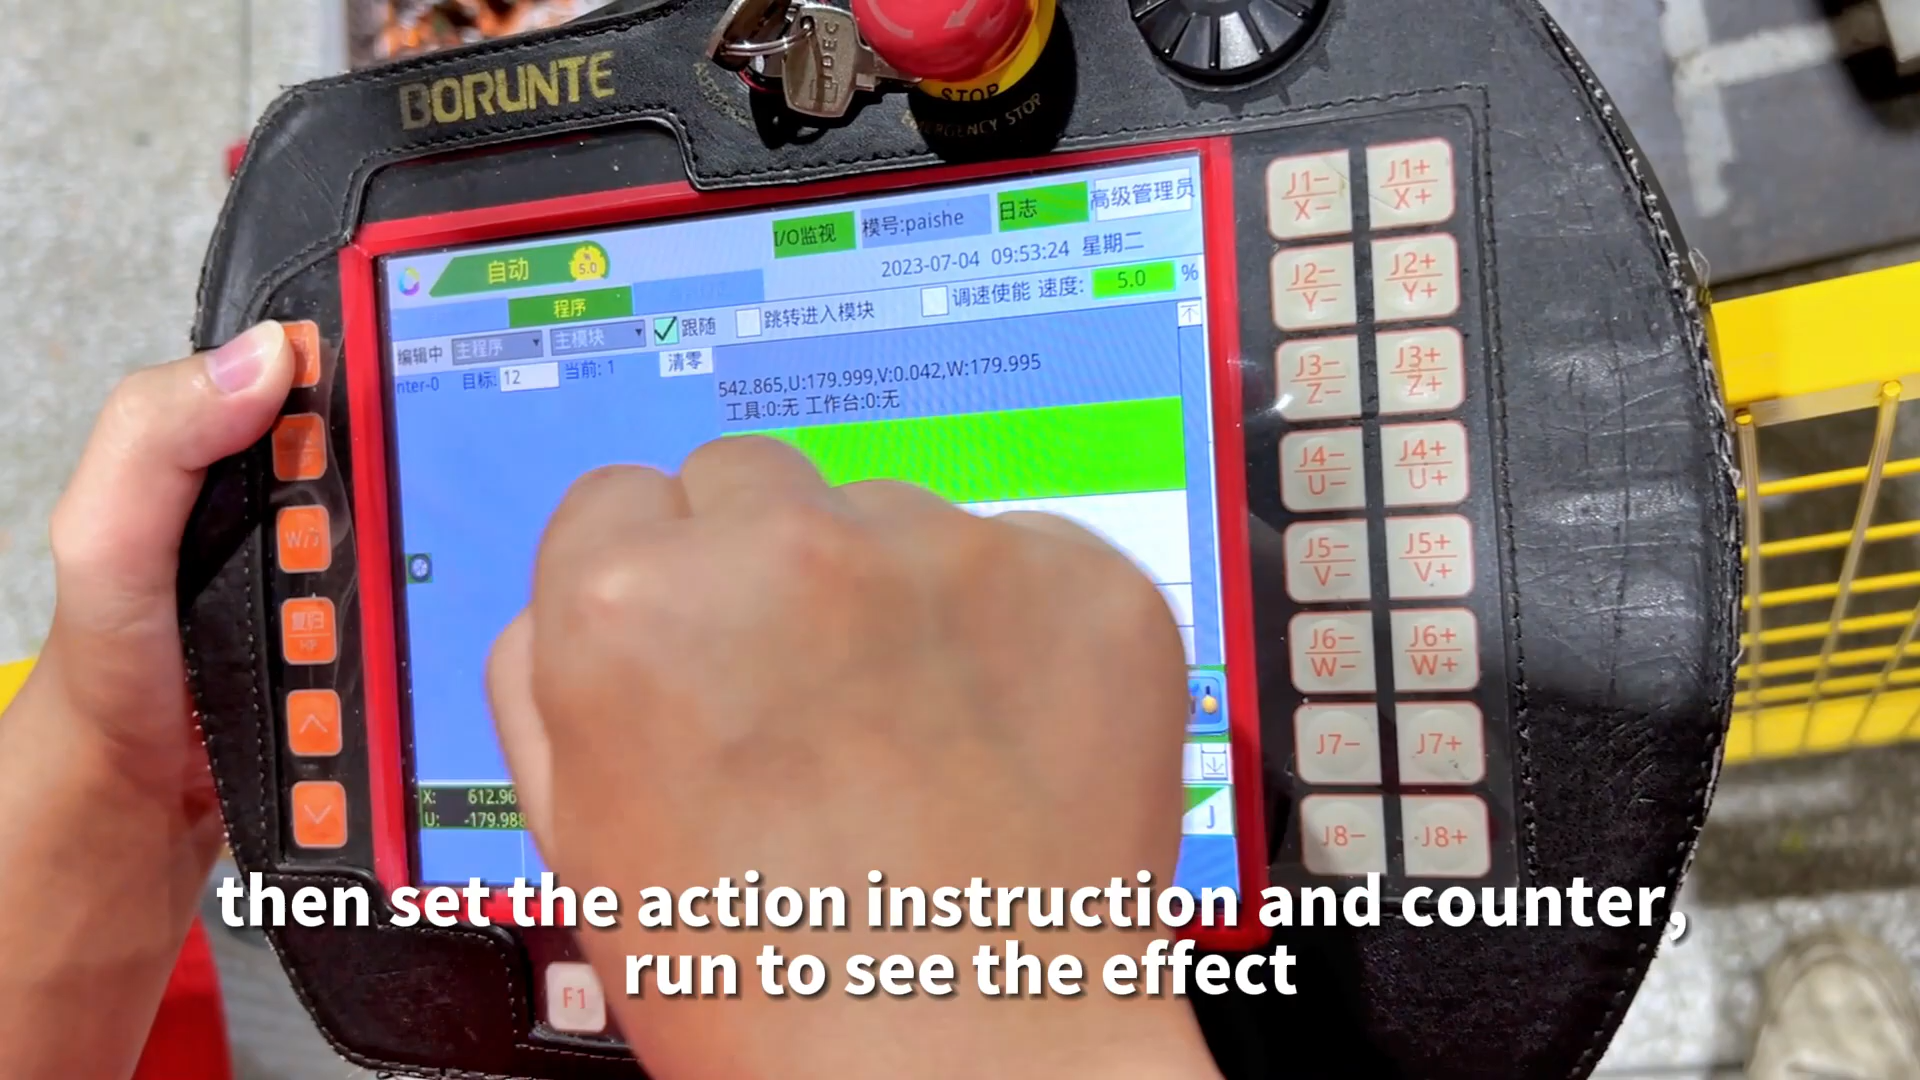 BORUNTE
IDEC
STOP
EMERGENCY STOP
I/O监视
模号:paishe
日志
高级管理员
自动
%
5.0
2023-07-04 09:53:24 星期二
程序
编辑中
主程序
主模块
跟随
跳转进入模块
调速使能 速度: 5.0 %
nter-0
目标: 12
当前: 1
清零
542.865,U:179.999,V:0.042,W:179.995
工具:0:无 工作台:0:无
X: 612.96
U: -179.988
J
复归
F1
J1-
X-
J1+
X+
J2-
Y-
J2+
Y+
J3-
Z-
J3+
Z+
J4-
U-
J4+
U+
J5-
V-
J5+
V+
J6-
W-
J6+
W+
J7-
J7+
J8-
J8+
then set the action instruction and counter,
run to see the effect